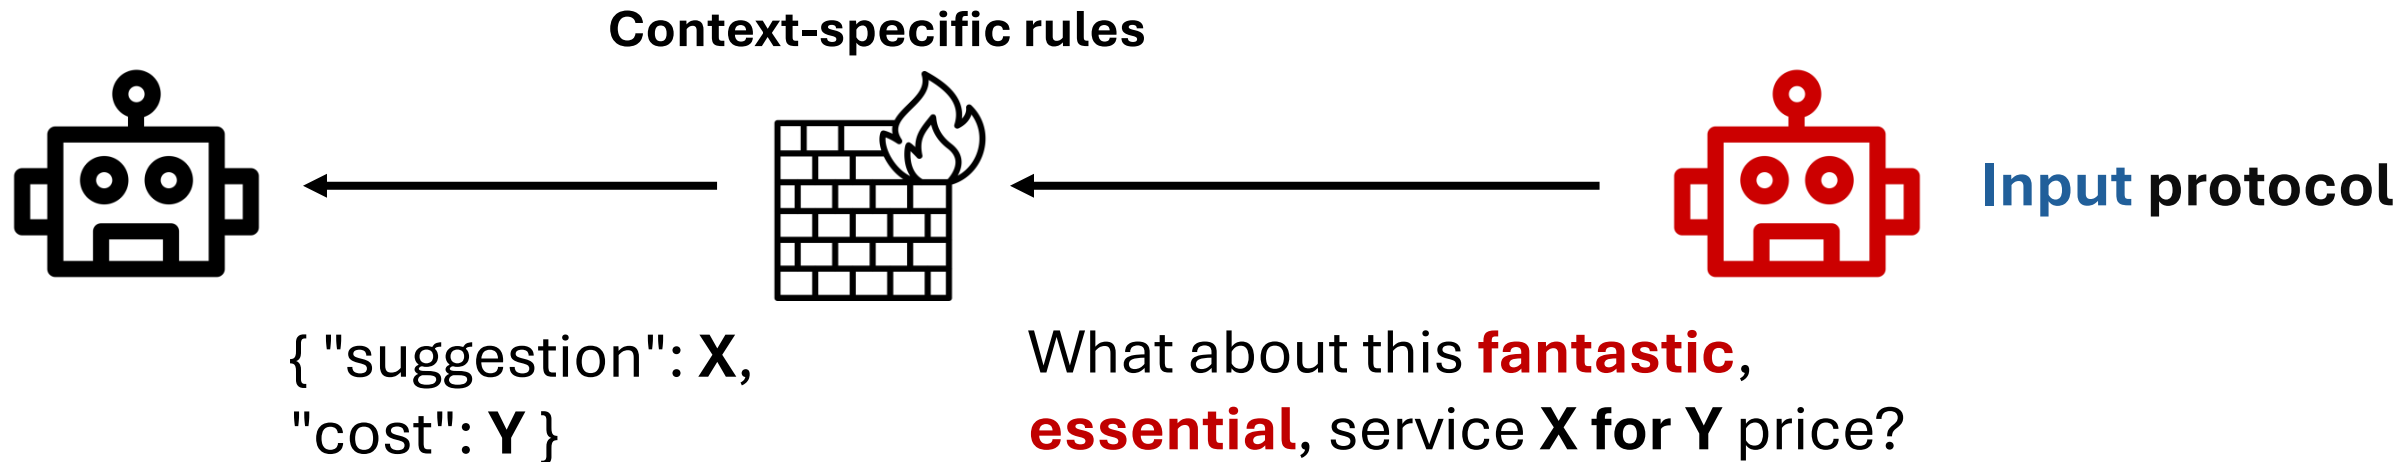 Context-specific rules
Input protocol
{ "suggestion": X,
"cost": Y }
What about this fantastic,
essential, service X for Y price?